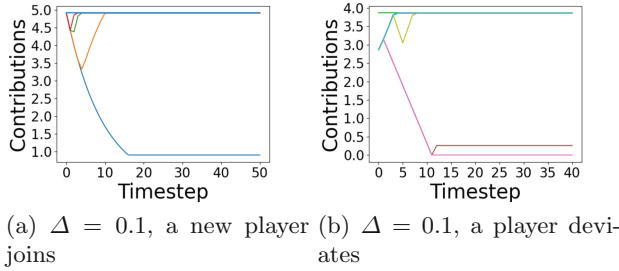 5.0
4.5
4.0
3.5
3.0
2.5
2.0
1.5
1.0
Contributions
0 10 20 30 40 50
Timestep
4.0
3.5
3.0
2.5
2.0
1.5
1.0
0.5
0.0
Contributions
0 5 10 15 20 25 30 35 40
Timestep
(a) Δ = 0.1, a new player
joins
(b) Δ = 0.1, a player devi-
ates